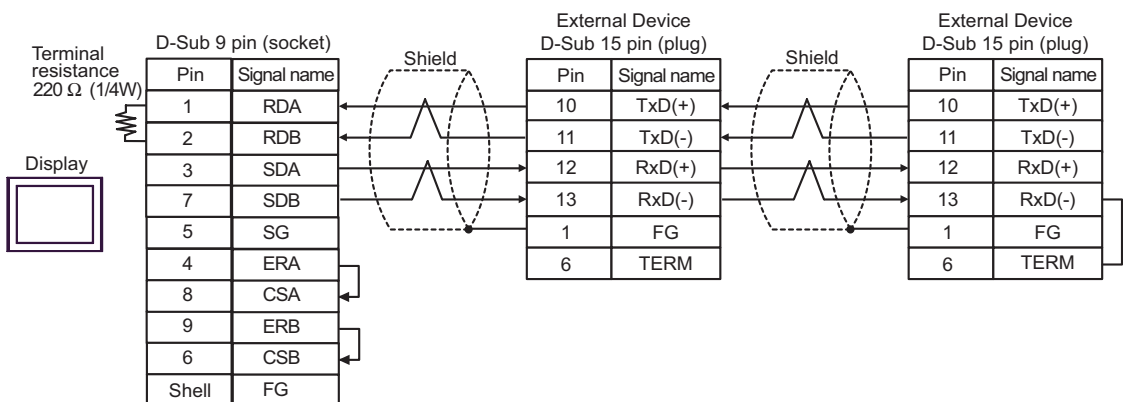 Terminal
resistance
220 Ω (1/4W)
Display
D-Sub 9 pin (socket)
Pin Signal name
1 RDA
2 RDB
3 SDA
7 SDB
5 SG
4 ERA
8 CSA
9 ERB
6 CSB
Shell FG
Shield
External Device
D-Sub 15 pin (plug)
Pin Signal name
10 TxD(+)
11 TxD(-)
12 RxD(+)
13 RxD(-)
1 FG
6 TERM
Shield
External Device
D-Sub 15 pin (plug)
Pin Signal name
10 TxD(+)
11 TxD(-)
12 RxD(+)
13 RxD(-)
1 FG
6 TERM